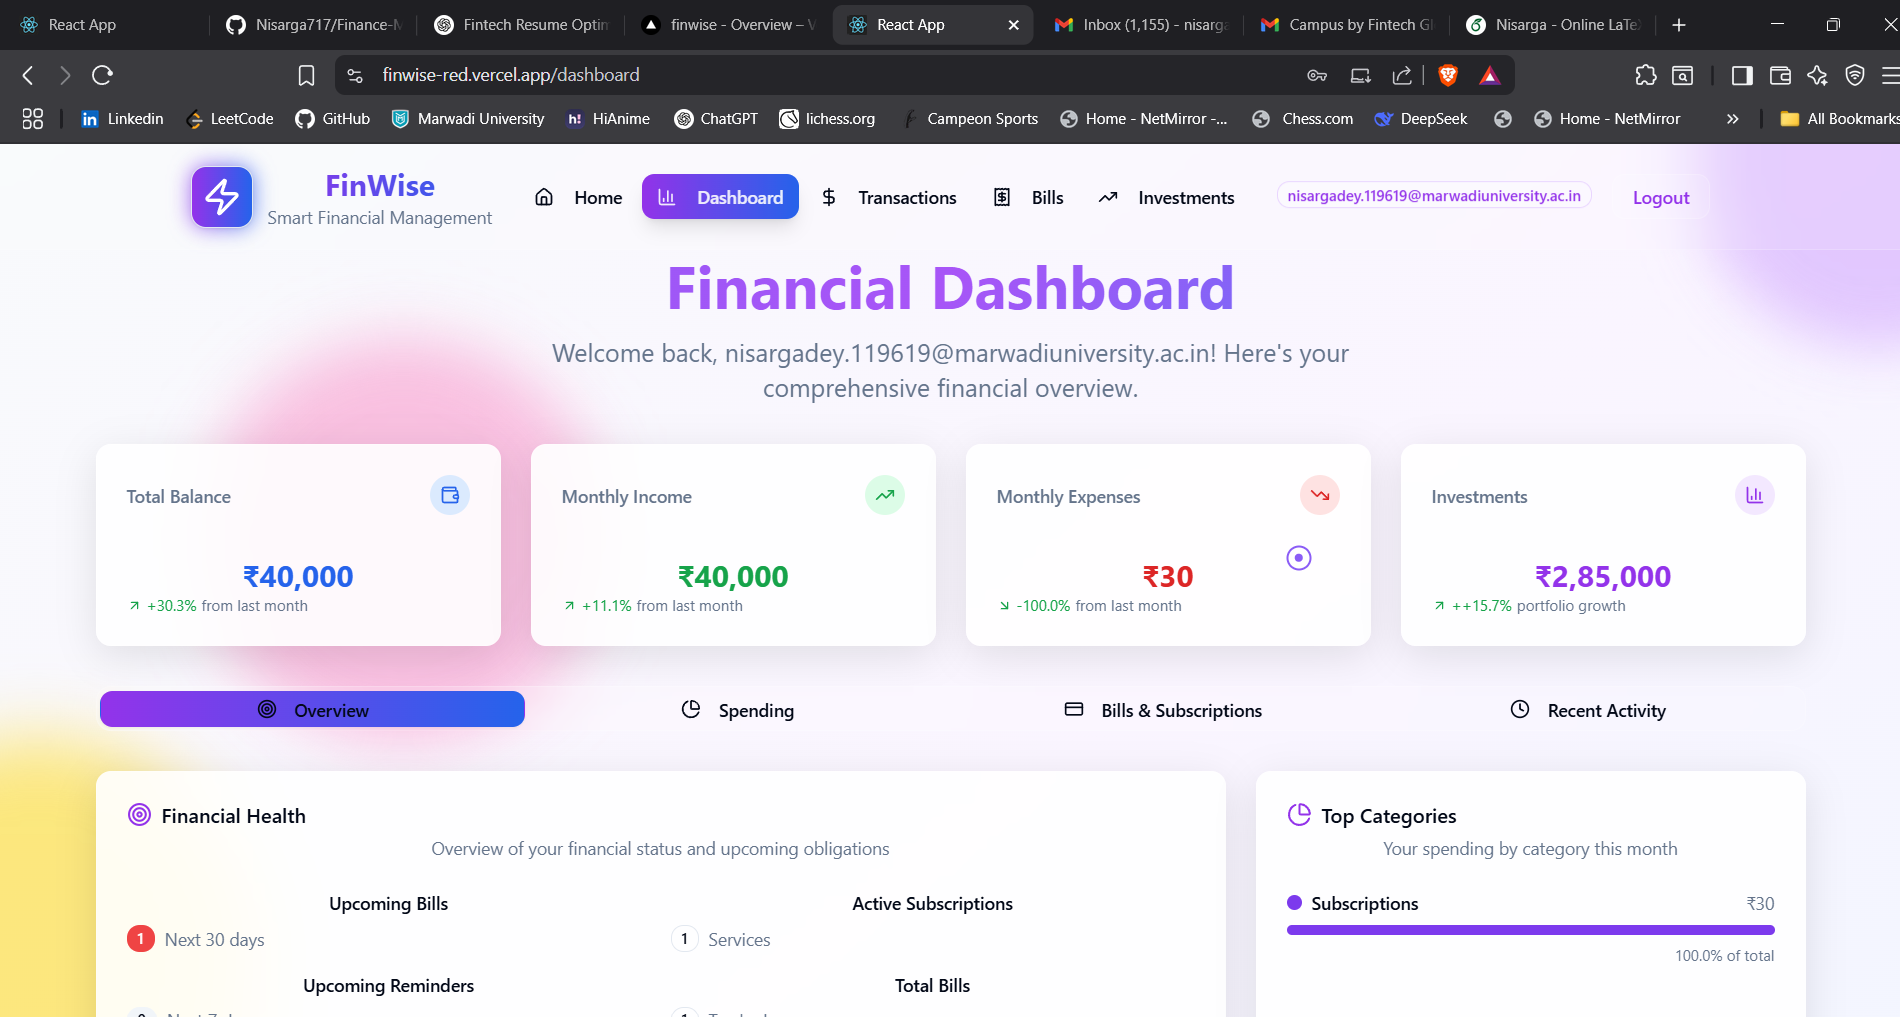 React App
Nisarga717/Finance-M
Fintech Resume Optim
finwise - Overview – V
React App
Inbox (1,155) - nisarga
Campus by Fintech Gl
Nisarga - Online LaTeX
finwise-red.vercel.app/dashboard
Linkedin
LeetCode
GitHub
Marwadi University
h! HiAnime
ChatGPT
lichess.org
Campeon Sports
Home - NetMirror -...
Chess.com
DeepSeek
Home - NetMirror
All Bookmarks
FinWise
Smart Financial Management
Home
Dashboard
Transactions
Bills
Investments
nisargadey.119619@marwadiuniversity.ac.in
Logout
Financial Dashboard
Welcome back, nisargadey.119619@marwadiuniversity.ac.in! Here's your
comprehensive financial overview.
Total Balance
₹40,000
+30.3% from last month
Monthly Income
₹40,000
+11.1% from last month
Monthly Expenses
₹30
-100.0% from last month
Investments
₹2,85,000
++15.7% portfolio growth
Overview
Spending
Bills & Subscriptions
Recent Activity
Financial Health
Overview of your financial status and upcoming obligations
Upcoming Bills
1 Next 30 days
Active Subscriptions
1 Services
Upcoming Reminders
Total Bills
Top Categories
Your spending by category this month
Subscriptions
₹30
100.0% of total